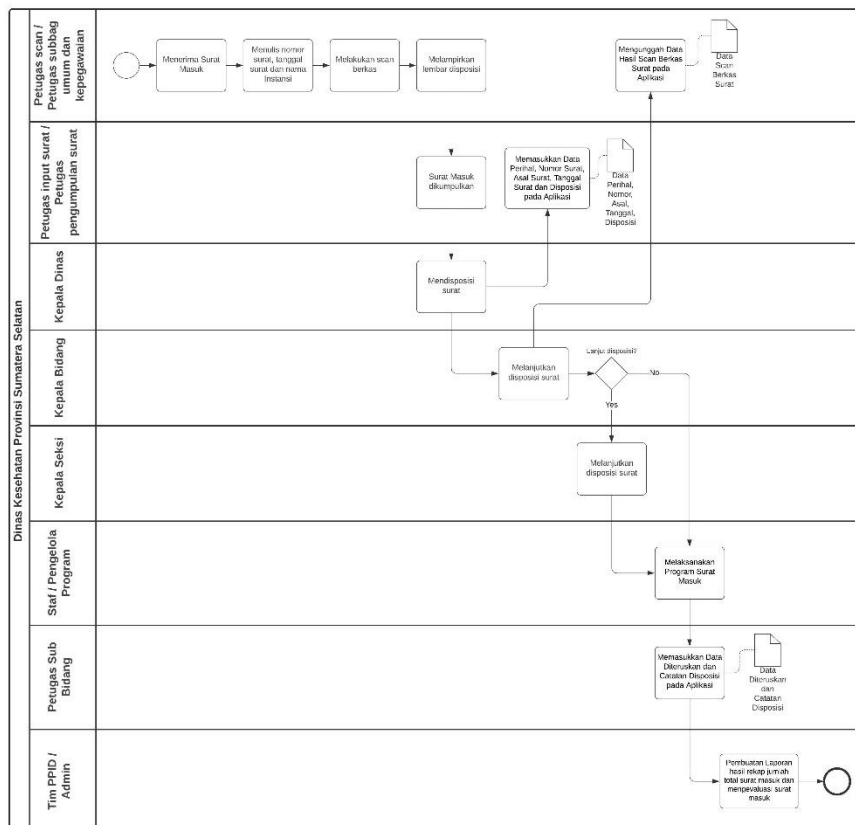 Dinas Kesehatan Provinsi Sumatera Selatan
Petugas scan /
Petugas subbag
umum dan
kepegawaian
Menerima Surat
Masuk
Menulis nomor
surat, tanggal
surat dan nama
Instansi
Melakukan scan
berkas
Melampirkan
lembar disposisi
Mengunggah Data
Hasil Scan Berkas
Surat pada
Aplikasi
Data
Scan
Berkas
Surat
Petugas input surat /
Petugas
pengumpulan surat
Surat Masuk
dikumpulkan
Memasukkan Data
Perihal, Nomor Surat,
Asal Surat, Tanggal
Surat dan Disposisi
pada Aplikasi
Data
Perihal,
Nomor,
Asal,
Tanggal,
Disposisi
Kepala Dinas
Mendisposisi
surat
Kepala Bidang
Melanjutkan
disposisi surat
Lanjut disposisi?
No
Yes
Kepala Seksi
Melanjutkan
disposisi surat
Staf / Pengelola
Program
Melaksanakan
Program Surat
Masuk
Petugas Sub
Bidang
Memasukkan Data
Diteruskan dan
Catatan Disposisi
pada Aplikasi
Data
Diteruskan
dan
Catatan
Disposisi
Tim PPID /
Admin
Pembuatan Laporan
hasil rekap jumlah
total surat masuk dan
mengevaluasi surat
masuk